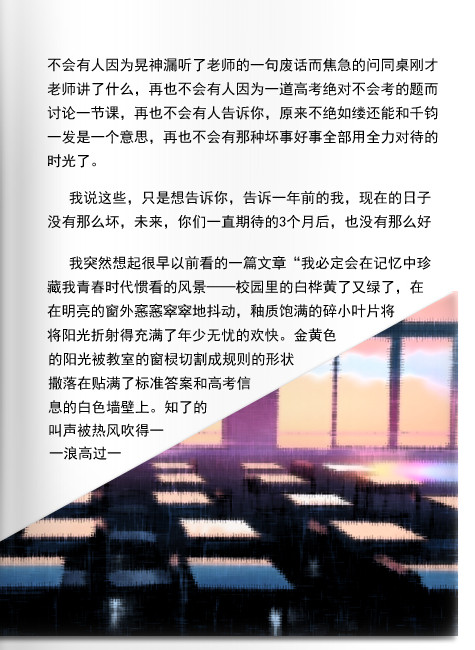 不会有人因为晃神漏听了老师的一句废话而焦急的问同桌刚才
老师讲了什么，再也不会有人因为一道高考绝对不会考的题而
讨论一节课，再也不会有人告诉你，原来不绝如缕还能和千钧
一发是一个意思，再也不会有那种坏事好事全部用全力对待的
时光了。
我说这些，只是想告诉你，告诉一年前的我，现在的日子
没有那么坏，未来，你们一直期待的3个月后，也没有那么好
我突然想起很早以前看的一篇文章“我必定会在记忆中珍
藏我青春时代惯看的风景——校园里的白桦黄了又绿了，在
在明亮的窗外窸窸窣窣地抖动，釉质饱满的碎小叶片将
将阳光折射得充满了年少无忧的欢快。金黄色
的阳光被教室的窗棂切割成规则的形状
撒落在贴满了标准答案和高考信
息的白色墙壁上。知了的
叫声被热风吹得一
一浪高过一